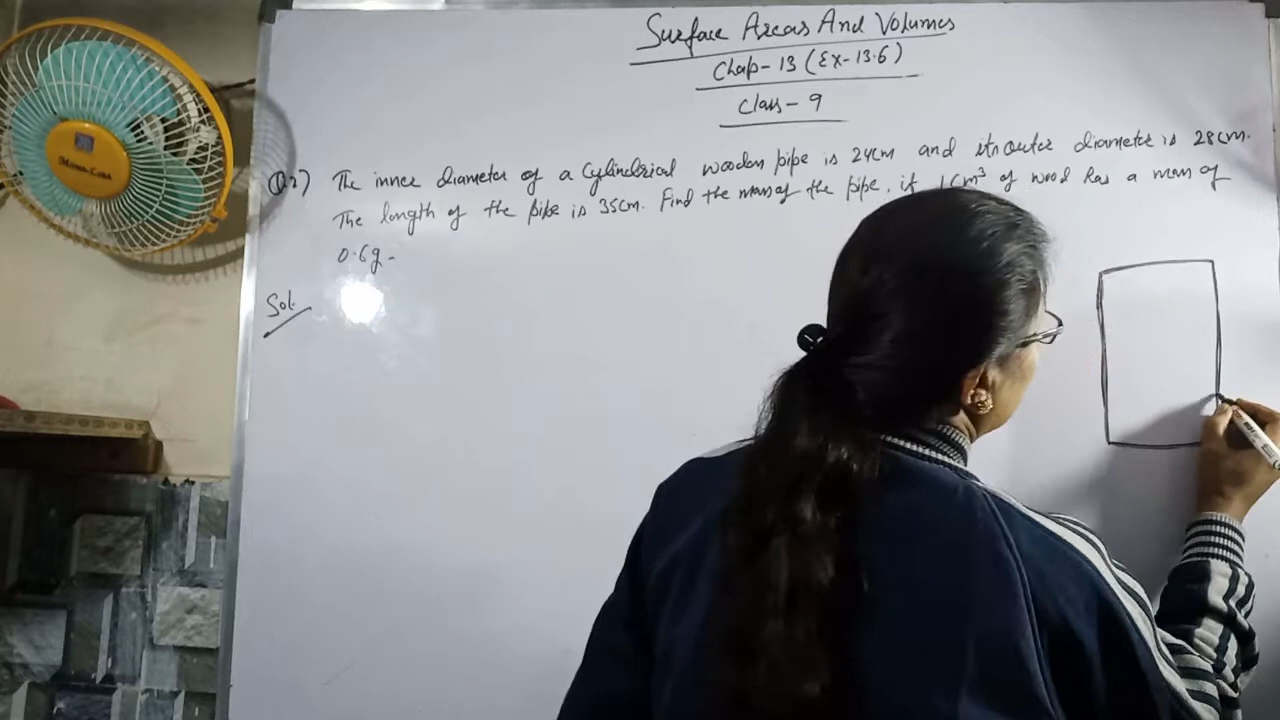 Surface Areas And Volumes
Chap-13 (Ex-13.6)
Class-9
Q2) The inner diameter of a cylindrical wooden pipe is 24cm and its outer diameter is 28cm.
The length of the pipe is 35cm. Find the mass of the pipe, if 1cm³ of wood has a mass of
0.6g-
Sol.